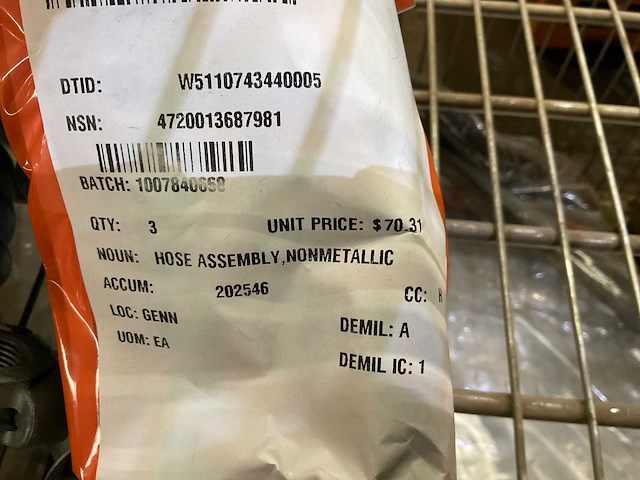 DTID: W5110743440005
NSN: 4720013687981
BATCH: 1007840668
QTY: 3 UNIT PRICE: $70.31
NOUN: HOSE ASSEMBLY,NONMETALLIC
ACCUM: 202546 CC: H
LOC: GENN DEMIL: A
UOM: EA DEMIL IC: 1